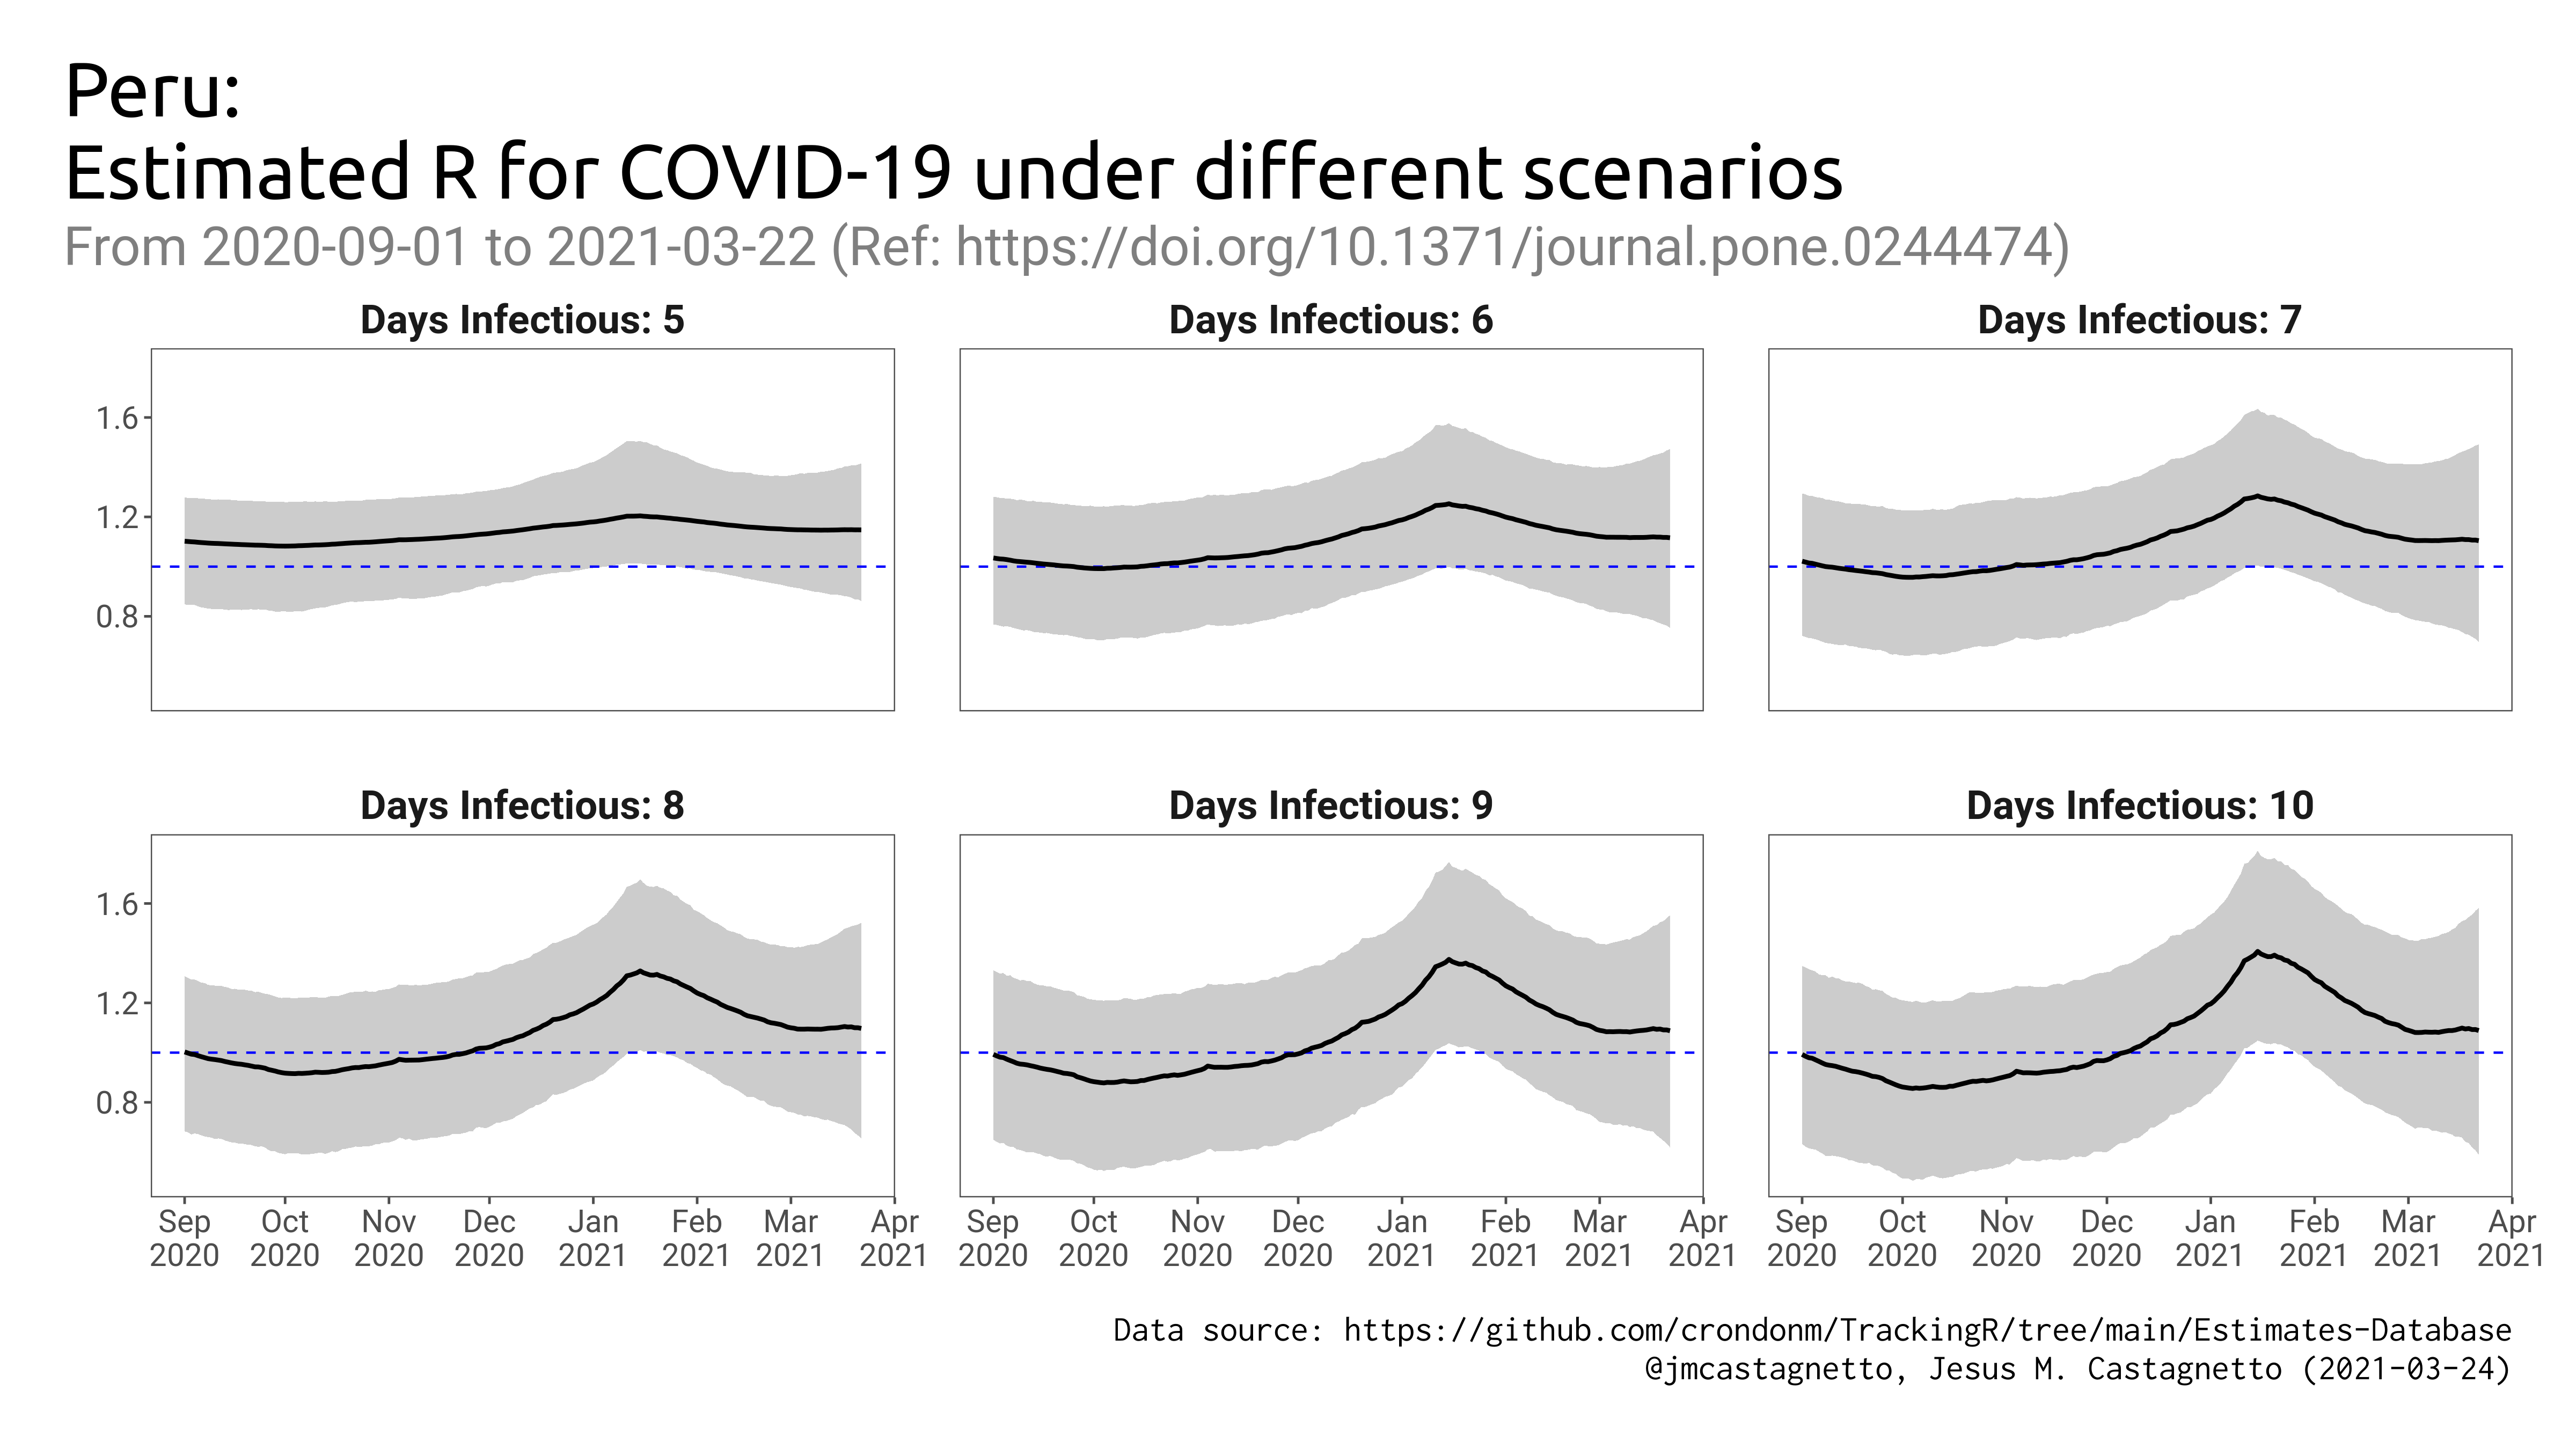 Peru:
Estimated R for COVID-19 under different scenarios
From 2020-09-01 to 2021-03-22 (Ref: https://doi.org/10.1371/journal.pone.0244474)
Days Infectious: 5
Days Infectious: 6
Days Infectious: 7
1.6
1.2
0.8
Days Infectious: 8
Days Infectious: 9
Days Infectious: 10
1.6
1.2
0.8
Sep Oct Nov Dec Jan Feb Mar Apr Sep Oct Nov Dec Jan Feb Mar Apr Sep Oct Nov Dec Jan Feb Mar Apr
2020 2020 2020 2020 2021 2021 2021 2021 2020 2020 2020 2020 2021 2021 2021 2021 2020 2020 2020 2020 2021 2021 2021 2021
Data source: https://github.com/crondonm/TrackingR/tree/main/Estimates-Database
@jmcastagnetto, Jesus M. Castagnetto (2021-03-24)